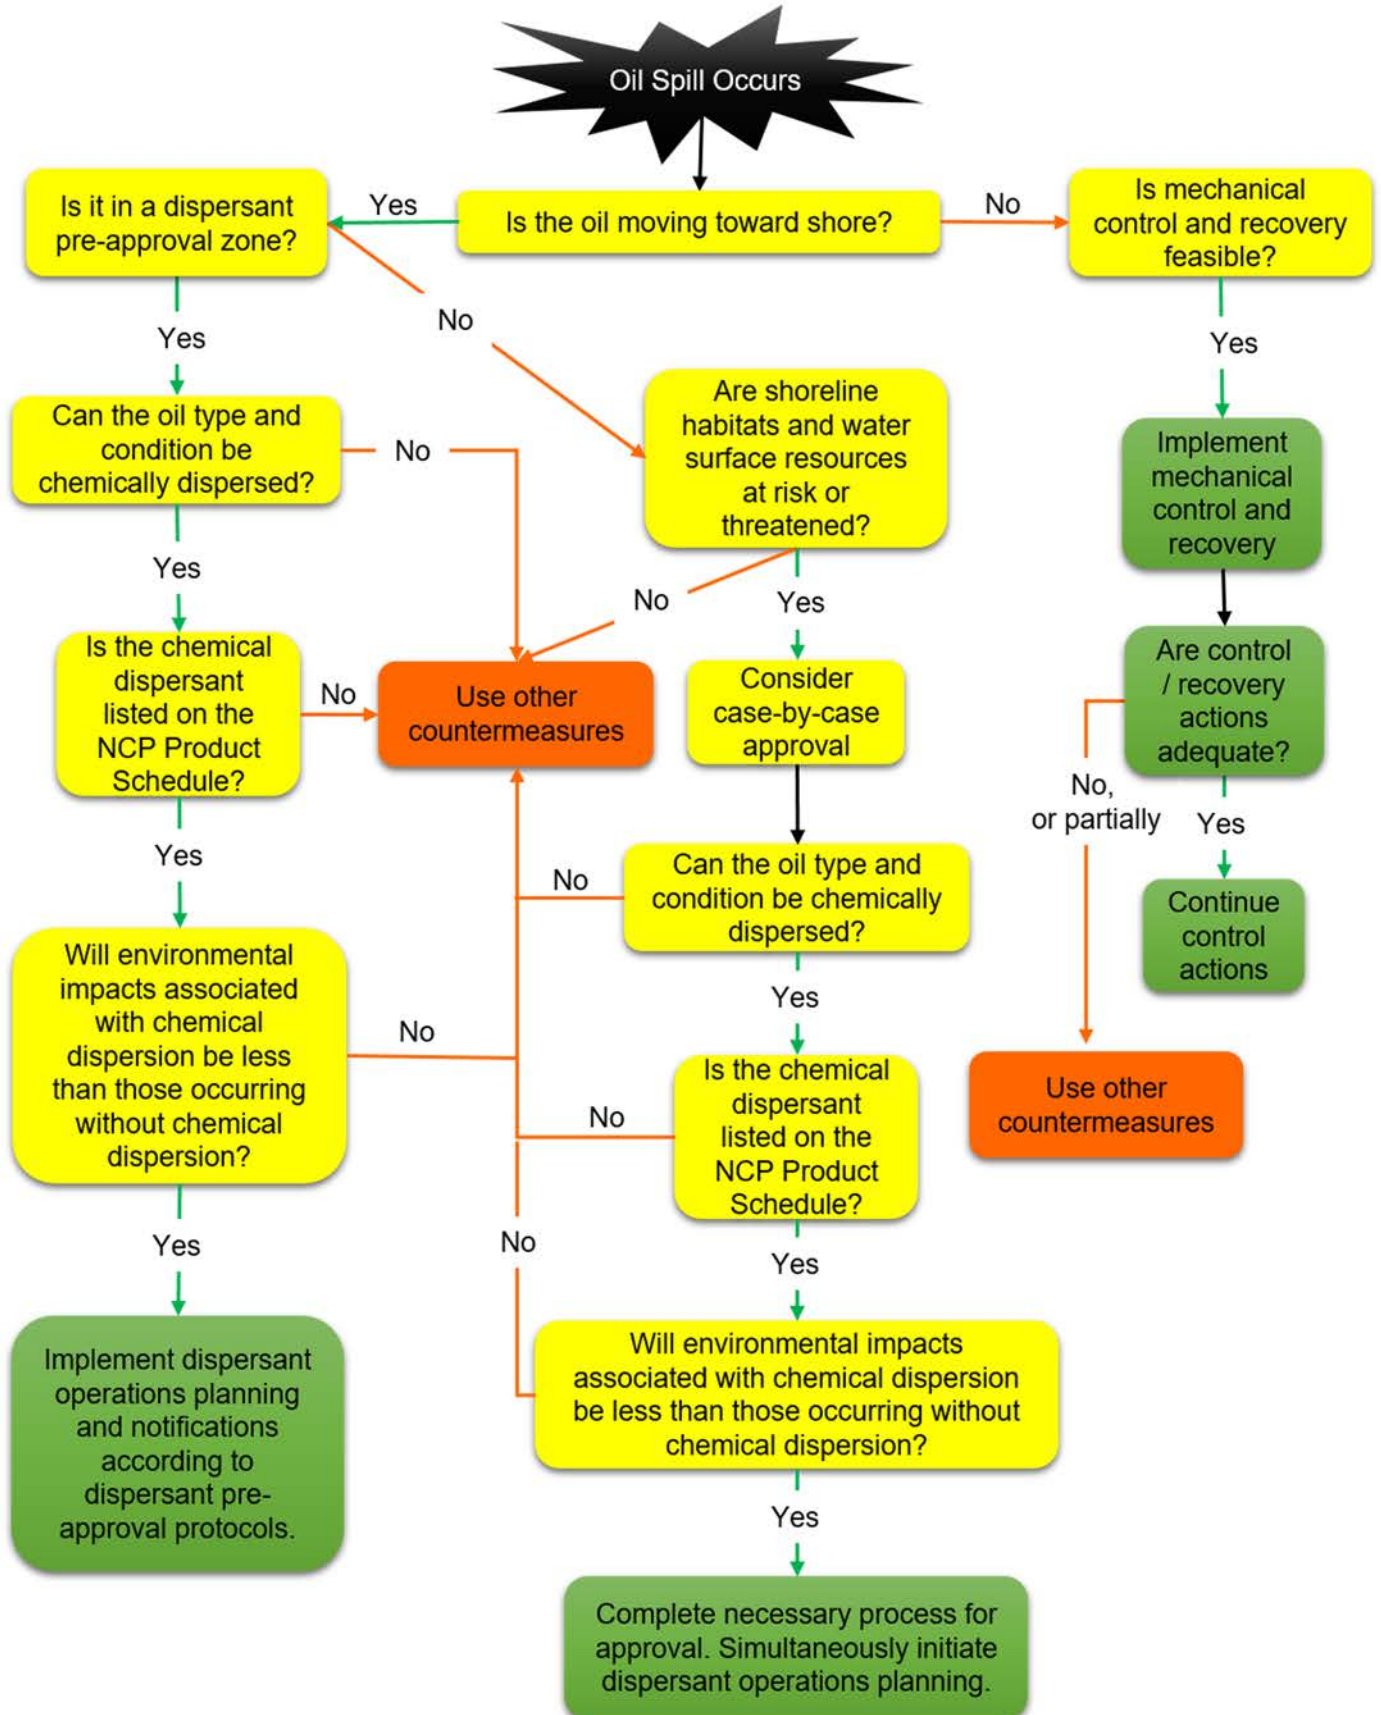 Oil Spill Occurs
Is it in a dispersant
pre-approval zone?
Yes
Is the oil moving toward shore?
No
Is mechanical
control and recovery
feasible?
Yes
No
Yes
Can the oil type and
condition be
chemically dispersed?
No
Are shoreline
habitats and water
surface resources
at risk or
threatened?
Implement
mechanical
control and
recovery
Yes
No
Yes
Is the chemical
dispersant
listed on the
NCP Product
Schedule?
No
Use other
countermeasures
Consider
case-by-case
approval
Are control
/ recovery
actions
adequate?
No,
or partially
Yes
Yes
No
Can the oil type and
condition be chemically
dispersed?
Continue
control
actions
Will environmental
impacts associated
with chemical
dispersion be less
than those occurring
without chemical
dispersion?
No
Yes
No
Is the chemical
dispersant
listed on the
NCP Product
Schedule?
Use other
countermeasures
Yes
No
Yes
Implement dispersant
operations planning
and notifications
according to
dispersant pre-
approval protocols.
Will environmental impacts
associated with chemical dispersion
be less than those occurring without
chemical dispersion?
Yes
Complete necessary process for
approval. Simultaneously initiate
dispersant operations planning.